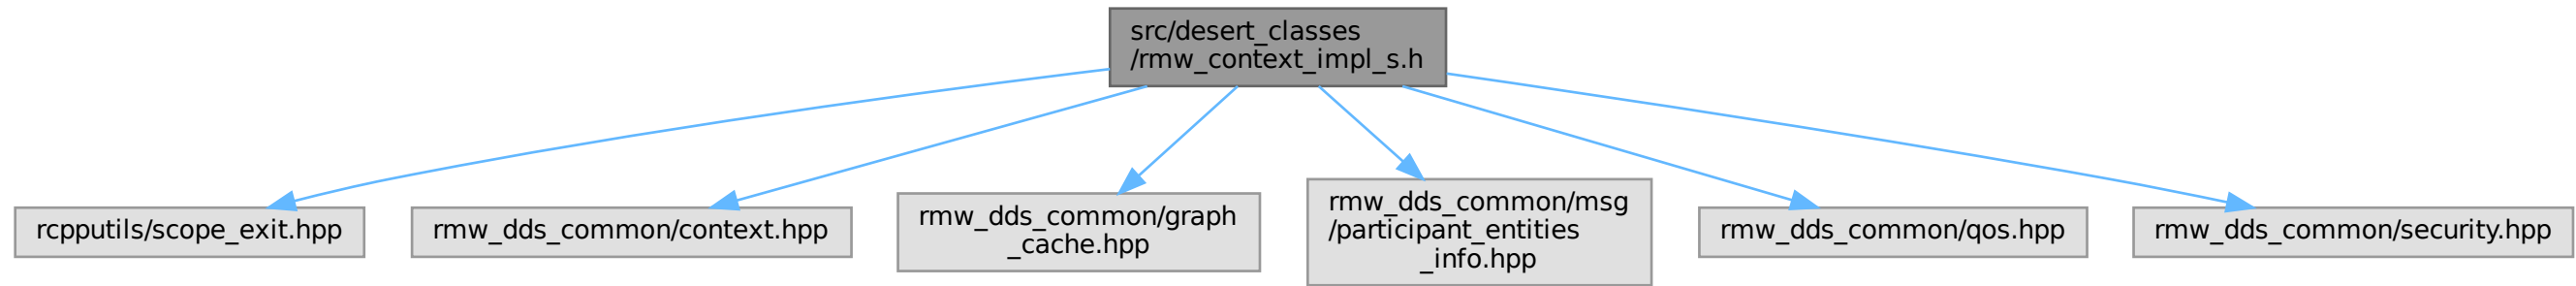 src/desert_classes
/rmw_context_impl_s.h
rcpputils/scope_exit.hpp
rmw_dds_common/context.hpp
rmw_dds_common/graph
_cache.hpp
rmw_dds_common/msg
/participant_entities
_info.hpp
rmw_dds_common/qos.hpp
rmw_dds_common/security.hpp